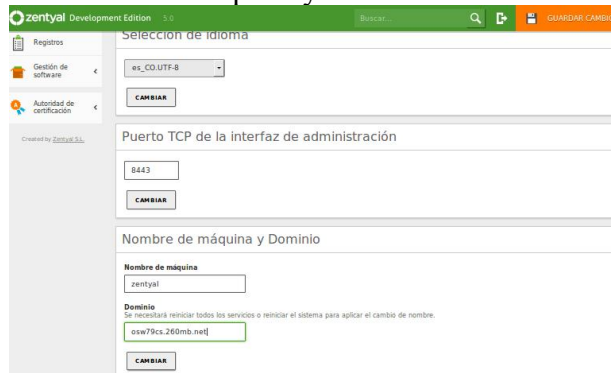 zentyal Development Edition 5.0
Buscar...
GUARDAR CAMBI
Registros
Gestión de
software
Autoridad de
certificación
Created by Zentyal S.L.
Selección de idioma
es_CO.UTF-8
CAMBIAR
Puerto TCP de la interfaz de administración
8443
CAMBIAR
Nombre de máquina y Dominio
Nombre de máquina
zentyal
Dominio
Se necesitará reiniciar todos los servicios o reiniciar el sistema para aplicar el cambio de nombre.
osw79cs.260mb.net
CAMBIAR